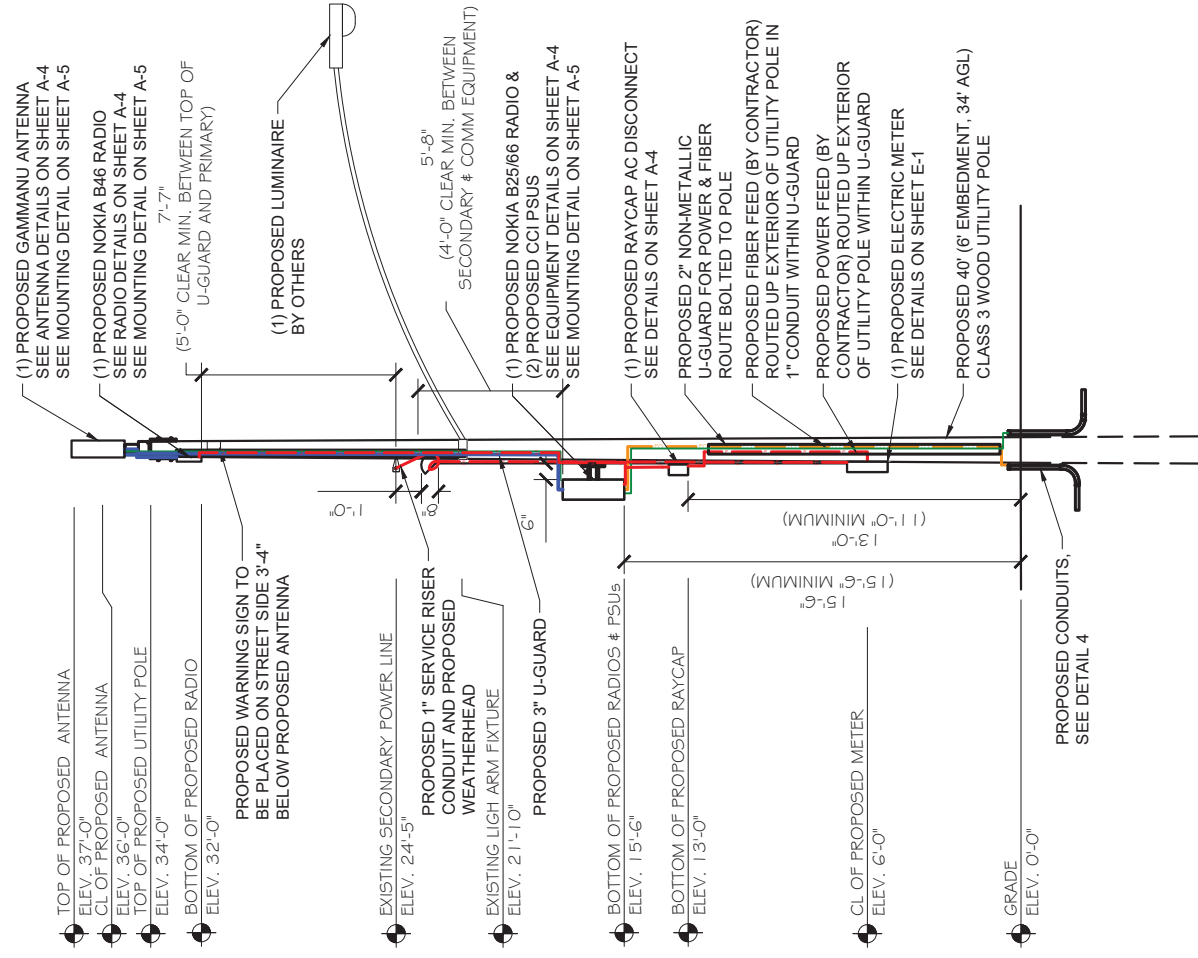 TOP OF PROPOSED ANTENNA
ELEV. 37'-0"
CL OF PROPOSED ANTENNA
ELEV. 36'-0"
TOP OF PROPOSED UTILITY POLE
ELEV. 34'-0"
BOTTOM OF PROPOSED RADIO
ELEV. 32'-0"
PROPOSED WARNING SIGN TO
BE PLACED ON STREET SIDE 3'-4"
BELOW PROPOSED ANTENNA
EXISTING SECONDARY POWER LINE
ELEV. 24'-5"
PROPOSED 1" SERVICE RISER
CONDUIT AND PROPOSED
WEATHERHEAD
EXISTING LIGH ARM FIXTURE
ELEV. 21'-10"
PROPOSED 3" U-GUARD
BOTTOM OF PROPOSED RADIOS & PSUs
ELEV. 15'-6"
BOTTOM OF PROPOSED RAYCAP
ELEV. 13'-0"
CL OF PROPOSED METER
ELEV. 6'-0"
GRADE
ELEV. 0'-0"
PROPOSED CONDUITS,
SEE DETAIL 4
1'-0"
8"
6"
15'-6"
(15'-6" MINIMUM)
13'-0"
(11'-0" MINIMUM)
(1) PROPOSED GAMMANU ANTENNA
SEE ANTENNA DETAILS ON SHEET A-4
SEE MOUNTING DETAIL ON SHEET A-5
(1) PROPOSED NOKIA B46 RADIO
SEE RADIO DETAILS ON SHEET A-4
SEE MOUNTING DETAIL ON SHEET A-5
7'-7"
(5'-0" CLEAR MIN. BETWEEN TOP OF
U-GUARD AND PRIMARY)
(1) PROPOSED LUMINAIRE
BY OTHERS
5'-8"
(4'-0" CLEAR MIN. BETWEEN
SECONDARY & COMM EQUIPMENT)
(1) PROPOSED NOKIA B25/66 RADIO &
(2) PROPOSED CCI PSUS
SEE EQUIPMENT DETAILS ON SHEET A-4
SEE MOUNTING DETAIL ON SHEET A-5
(1) PROPOSED RAYCAP AC DISCONNECT
SEE DETAILS ON SHEET A-4
PROPOSED 2" NON-METALLIC
U-GUARD FOR POWER & FIBER
ROUTE BOLTED TO POLE
PROPOSED FIBER FEED (BY CONTRACTOR)
ROUTED UP EXTERIOR OF UTILITY POLE IN
1" CONDUIT WITHIN U-GUARD
PROPOSED POWER FEED (BY
CONTRACTOR) ROUTED UP EXTERIOR
OF UTILITY POLE WITHIN U-GUARD
(1) PROPOSED ELECTRIC METER
SEE DETAILS ON SHEET E-1
PROPOSED 40' (6' EMBEDMENT, 34' AGL)
CLASS 3 WOOD UTILITY POLE